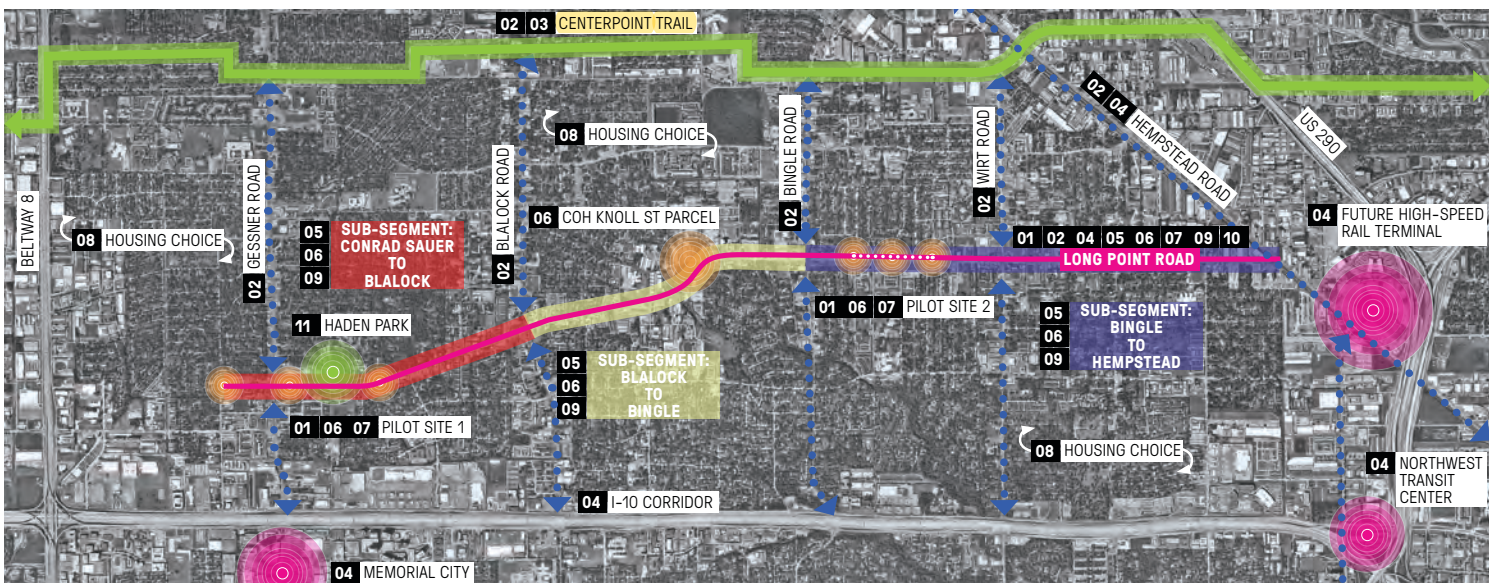 02 03 CENTERPOINT TRAIL
02 04 HEMPSTEAD ROAD
US 290
BELTWAY 8
02 GESSNER ROAD
02 BLALOCK ROAD
02 BINGLE ROAD
02 WIRT ROAD
08 HOUSING CHOICE
08 HOUSING CHOICE
06 COH KNOLL ST PARCEL
04 FUTURE HIGH-SPEED
RAIL TERMINAL
05
06
09
SUB-SEGMENT:
CONRAD SAUER
TO
BLALOCK
01 02 04 05 06 07 09 10
LONG POINT ROAD
11 HADEN PARK
01 06 07 PILOT SITE 2
05
06
09
SUB-SEGMENT:
BINGLE
TO
HEMPSTEAD
05
06
09
SUB-SEGMENT:
BLALOCK
TO
BINGLE
01 06 07 PILOT SITE 1
08 HOUSING CHOICE
04 NORTHWEST
TRANSIT
CENTER
04 I-10 CORRIDOR
04 MEMORIAL CITY